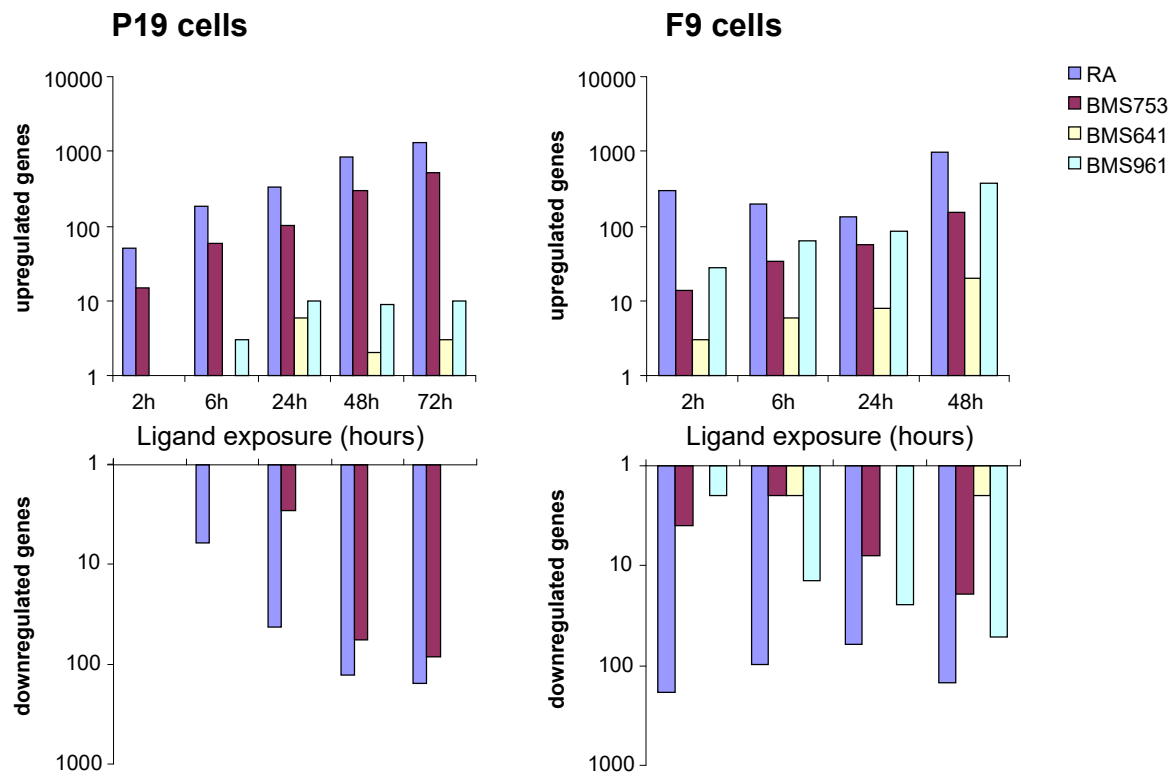 P19 cells
F9 cells
RA
BMS753
BMS641
BMS961
upregulated genes
10000
1000
100
10
1
2h 6h 24h 48h 72h
Ligand exposure (hours)
upregulated genes
10000
1000
100
10
1
2h 6h 24h 48h
Ligand exposure (hours)
downregulated genes
1
10
100
1000
downregulated genes
1
10
100
1000